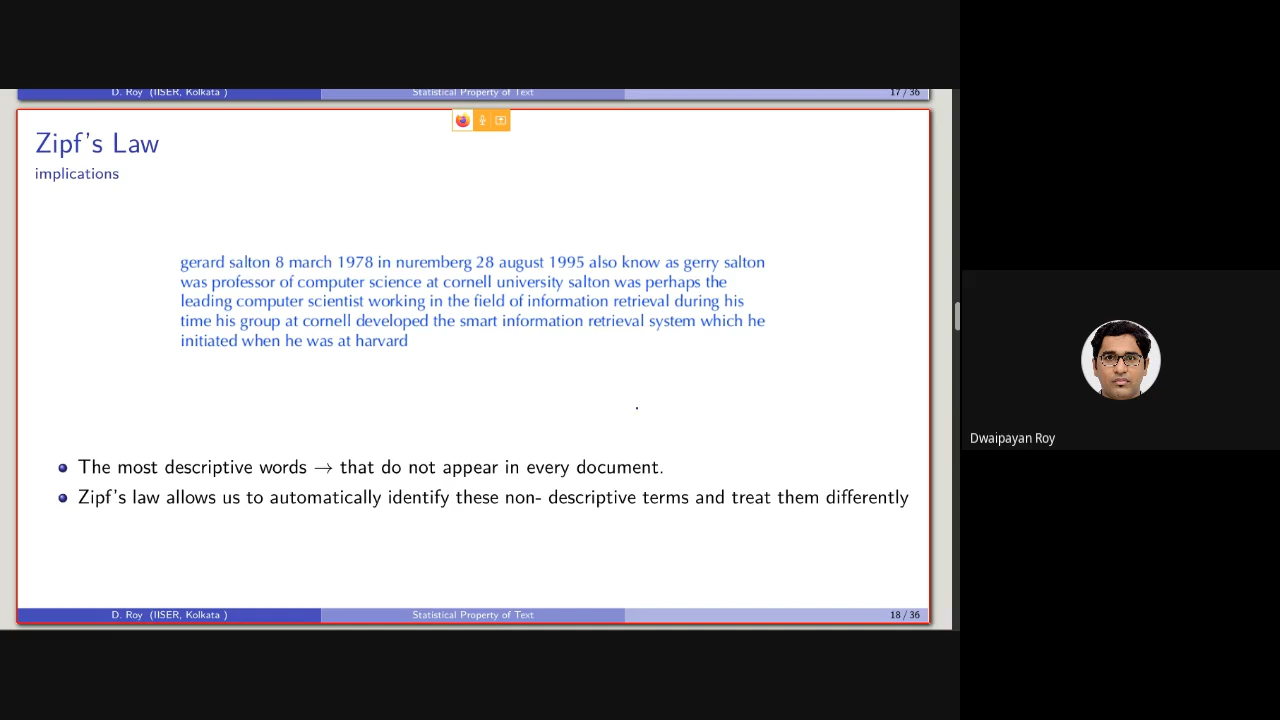 D. Roy (IISER, Kolkata ) Statistical Property of Text 17 / 36
Zipf's Law
implications
gerard salton 8 march 1978 in nuremberg 28 august 1995 also know as gerry salton
was professor of computer science at cornell university salton was perhaps the
leading computer scientist working in the field of information retrieval during his
time his group at cornell developed the smart information retrieval system which he
initiated when he was at harvard
The most descriptive words → that do not appear in every document.
Zipf's law allows us to automatically identify these non- descriptive terms and treat them differently
D. Roy (IISER, Kolkata ) Statistical Property of Text 18 / 36
Dwaipayan Roy